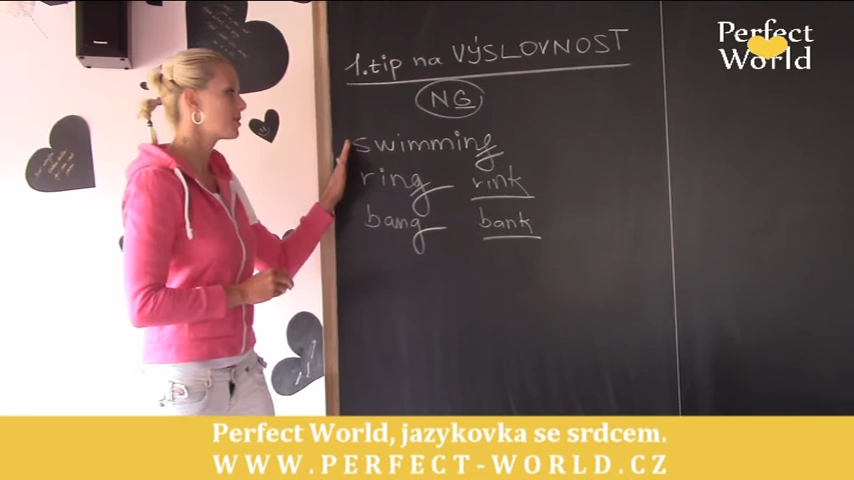 Perfect
World
1. tip na VÝSLOVNOST
NG
swimming
ring rink
bang bank
Perfect World, jazykovka se srdcem.
WWW.PERFECT-WORLD.CZ